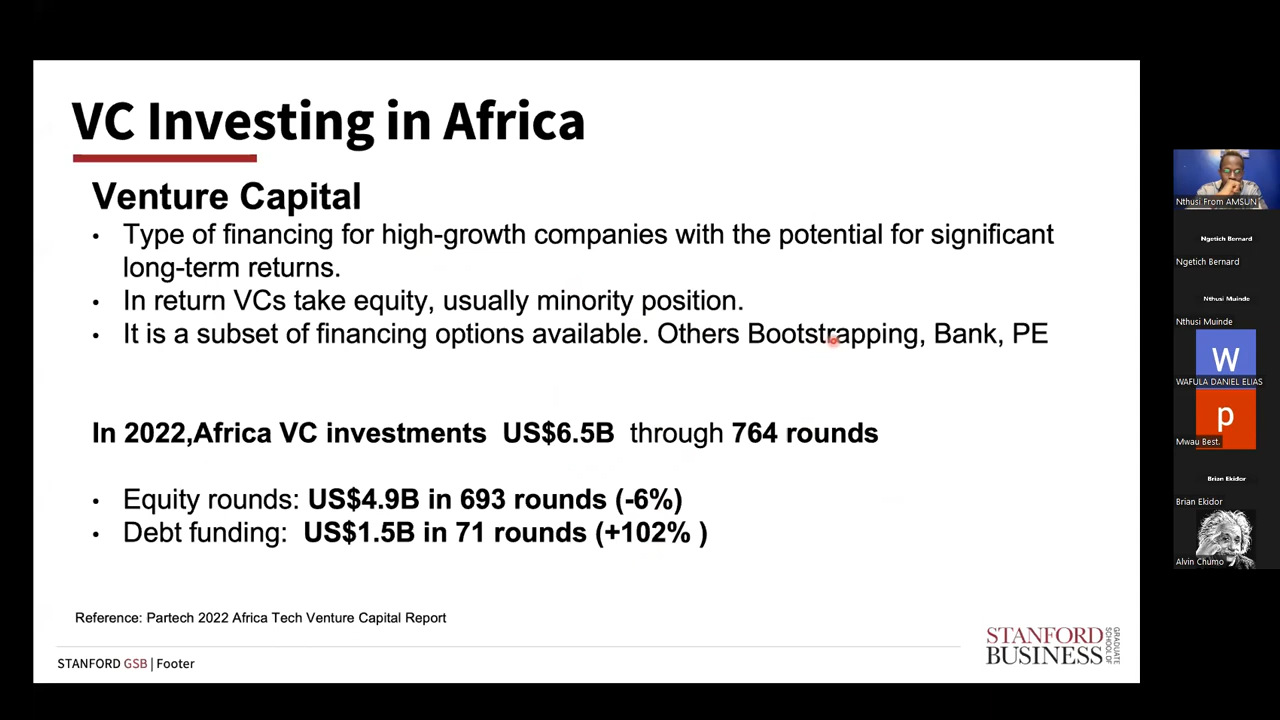 VC Investing in Africa
Venture Capital
• Type of financing for high-growth companies with the potential for significant
long-term returns.
• In return VCs take equity, usually minority position.
• It is a subset of financing options available. Others Bootstrapping, Bank, PE
In 2022,Africa VC investments US$6.5B through 764 rounds
• Equity rounds: US$4.9B in 693 rounds (-6%)
• Debt funding: US$1.5B in 71 rounds (+102% )
Reference: Partech 2022 Africa Tech Venture Capital Report
STANFORD GSB | Footer
STANFORD
BUSINESS
GRADUATE
SCHOOL OF
Nthusi From AMSUN
Ngetich Bernard
Ngetich Bernard
Nthusi Muinde
Nthusi Muinde
W
WAFULA DANIEL ELIAS
p
Mwau Best.
Brian Ekidor
Brian Ekidor
Alvin Chumo